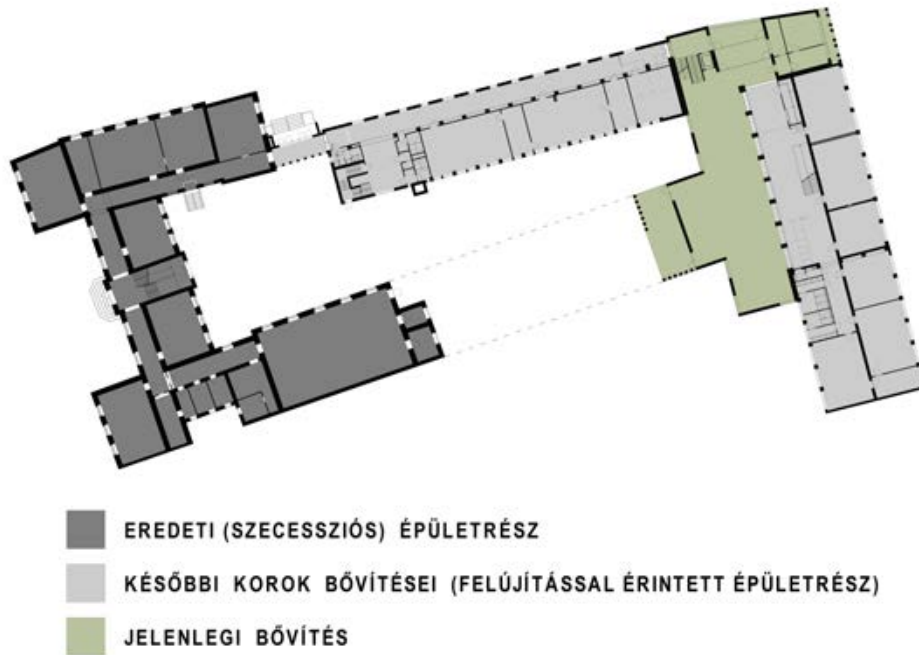 EREDETI (SZECESSZIÓS) ÉPÜLETRÉSZ
KÉSŐBBI KOROK BŐVÍTÉSEI (FELÚJÍTÁSSAL ÉRINTETT ÉPÜLETRÉSZ)
JELENLEGI BŐVÍTÉS